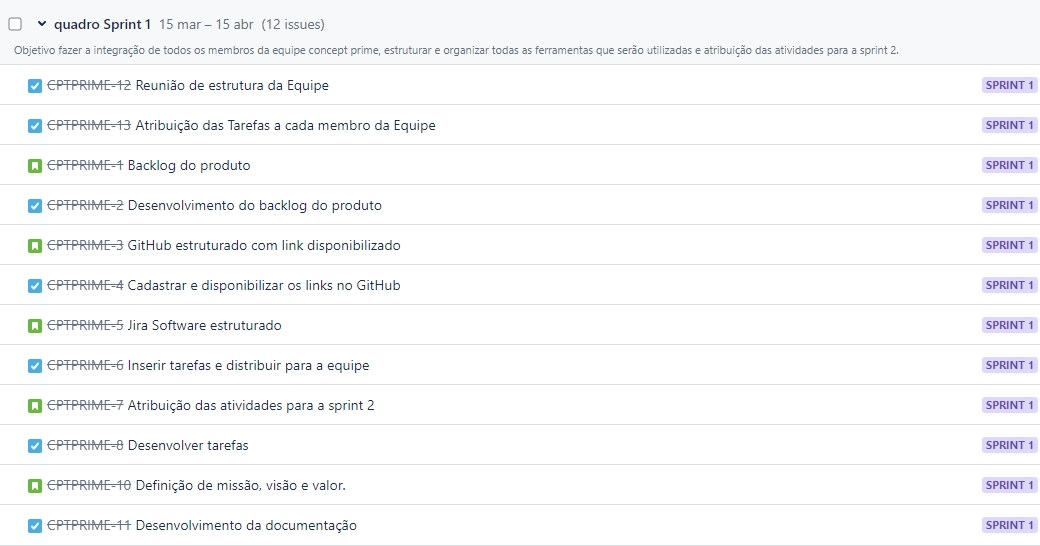 quadro Sprint 1 15 mar – 15 abr (12 issues)
Objetivo fazer a integração de todos os membros da equipe concept prime, estruturar e organizar todas as ferramentas que serão utilizadas e atribuição das atividades para a sprint 2.
CPTPRIME-12 Reunião de estrutura da Equipe SPRINT 1
CPTPRIME-13 Atribuição das Tarefas a cada membro da Equipe SPRINT 1
CPTPRIME-1 Backlog do produto SPRINT 1
CPTPRIME-2 Desenvolvimento do backlog do produto SPRINT 1
CPTPRIME-3 GitHub estruturado com link disponibilizado SPRINT 1
CPTPRIME-4 Cadastrar e disponibilizar os links no GitHub SPRINT 1
CPTPRIME-5 Jira Software estruturado SPRINT 1
CPTPRIME-6 Inserir tarefas e distribuir para a equipe SPRINT 1
CPTPRIME-7 Atribuição das atividades para a sprint 2 SPRINT 1
CPTPRIME-8 Desenvolver tarefas SPRINT 1
CPTPRIME-10 Definição de missão, visão e valor. SPRINT 1
CPTPRIME-11 Desenvolvimento da documentação SPRINT 1